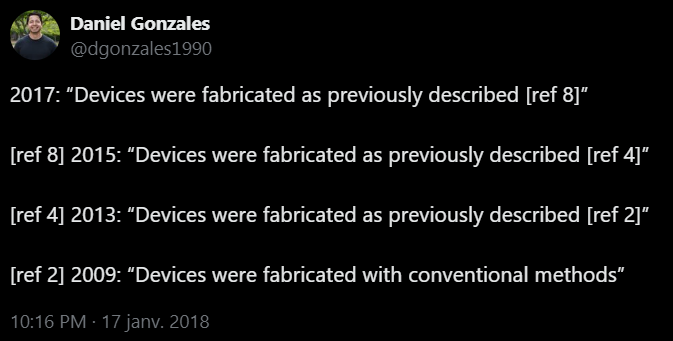 Daniel Gonzales
@dgonzales1990
2017: “Devices were fabricated as previously described [ref 8]”
[ref 8] 2015: “Devices were fabricated as previously described [ref 4]”
[ref 4] 2013: “Devices were fabricated as previously described [ref 2]”
[ref 2] 2009: “Devices were fabricated with conventional methods”
10:16 PM · 17 janv. 2018